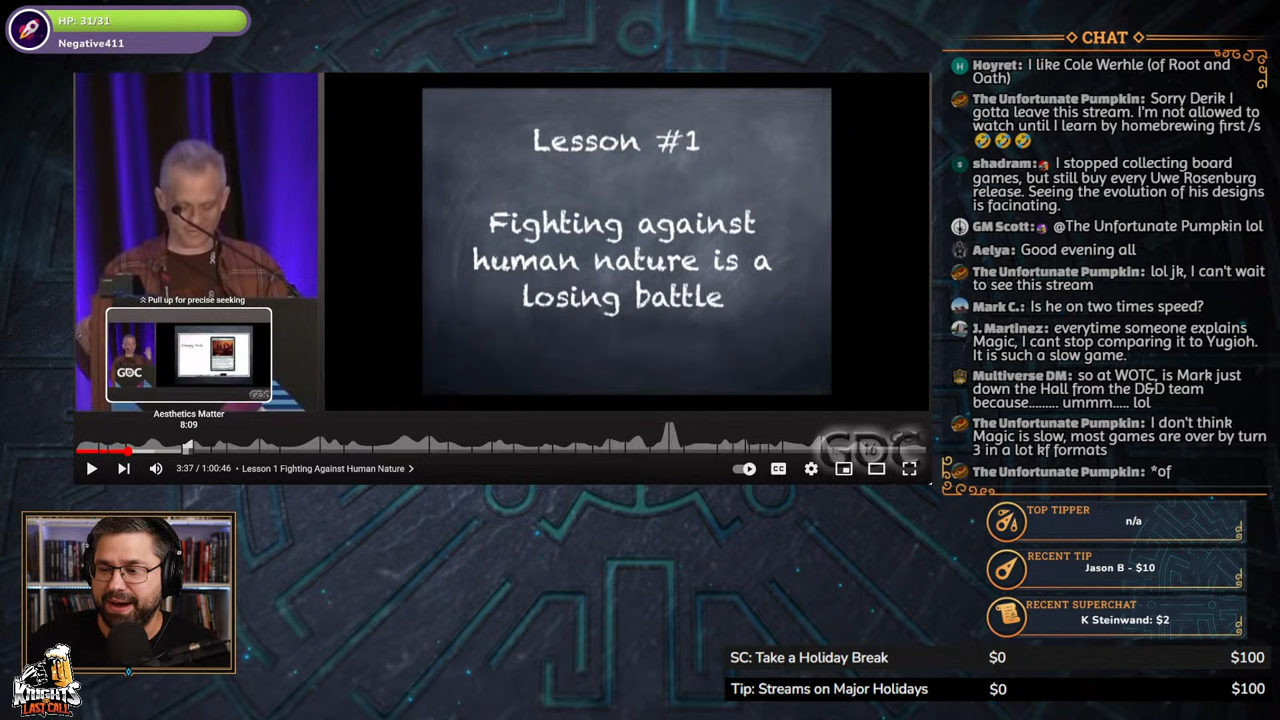 HP: 31/31
Negative411
Lesson #1
Fighting against
human nature is a
losing battle
Pull up for precise seeking
Creepy Doll
GDC
GDC
Aesthetics Matter
8:09
GDC
3:37 / 1:00:46 • Lesson 1 Fighting Against Human Nature >
CC
KNIGHTS
LAST CALL
CHAT
Hoyret: I like Cole Werhle (of Root and
Oath)
The Unfortunate Pumpkin: Sorry Derik I
gotta leave this stream. I'm not allowed to
watch until I learn by homebrewing first /s
🤣🤣🤣
shadram: I stopped collecting board
games, but still buy every Uwe Rosenburg
release. Seeing the evolution of his designs
is facinating.
GM Scott: @The Unfortunate Pumpkin lol
Aelya: Good evening all
The Unfortunate Pumpkin: lol jk, I can't wait
to see this stream
Mark C.: Is he on two times speed?
J. Martinez: everytime someone explains
Magic, I cant stop comparing it to Yugioh.
It is such a slow game.
Multiverse DM: so at WOTC, is Mark just
down the Hall from the D&D team
because......... ummm..... lol
The Unfortunate Pumpkin: I don't think
Magic is slow, most games are over by turn
3 in a lot kf formats
The Unfortunate Pumpkin: *of
TOP TIPPER
n/a
RECENT TIP
Jason B - $10
RECENT SUPERCHAT
K Steinwand: $2
SC: Take a Holiday Break $0 $100
Tip: Streams on Major Holidays $0 $100